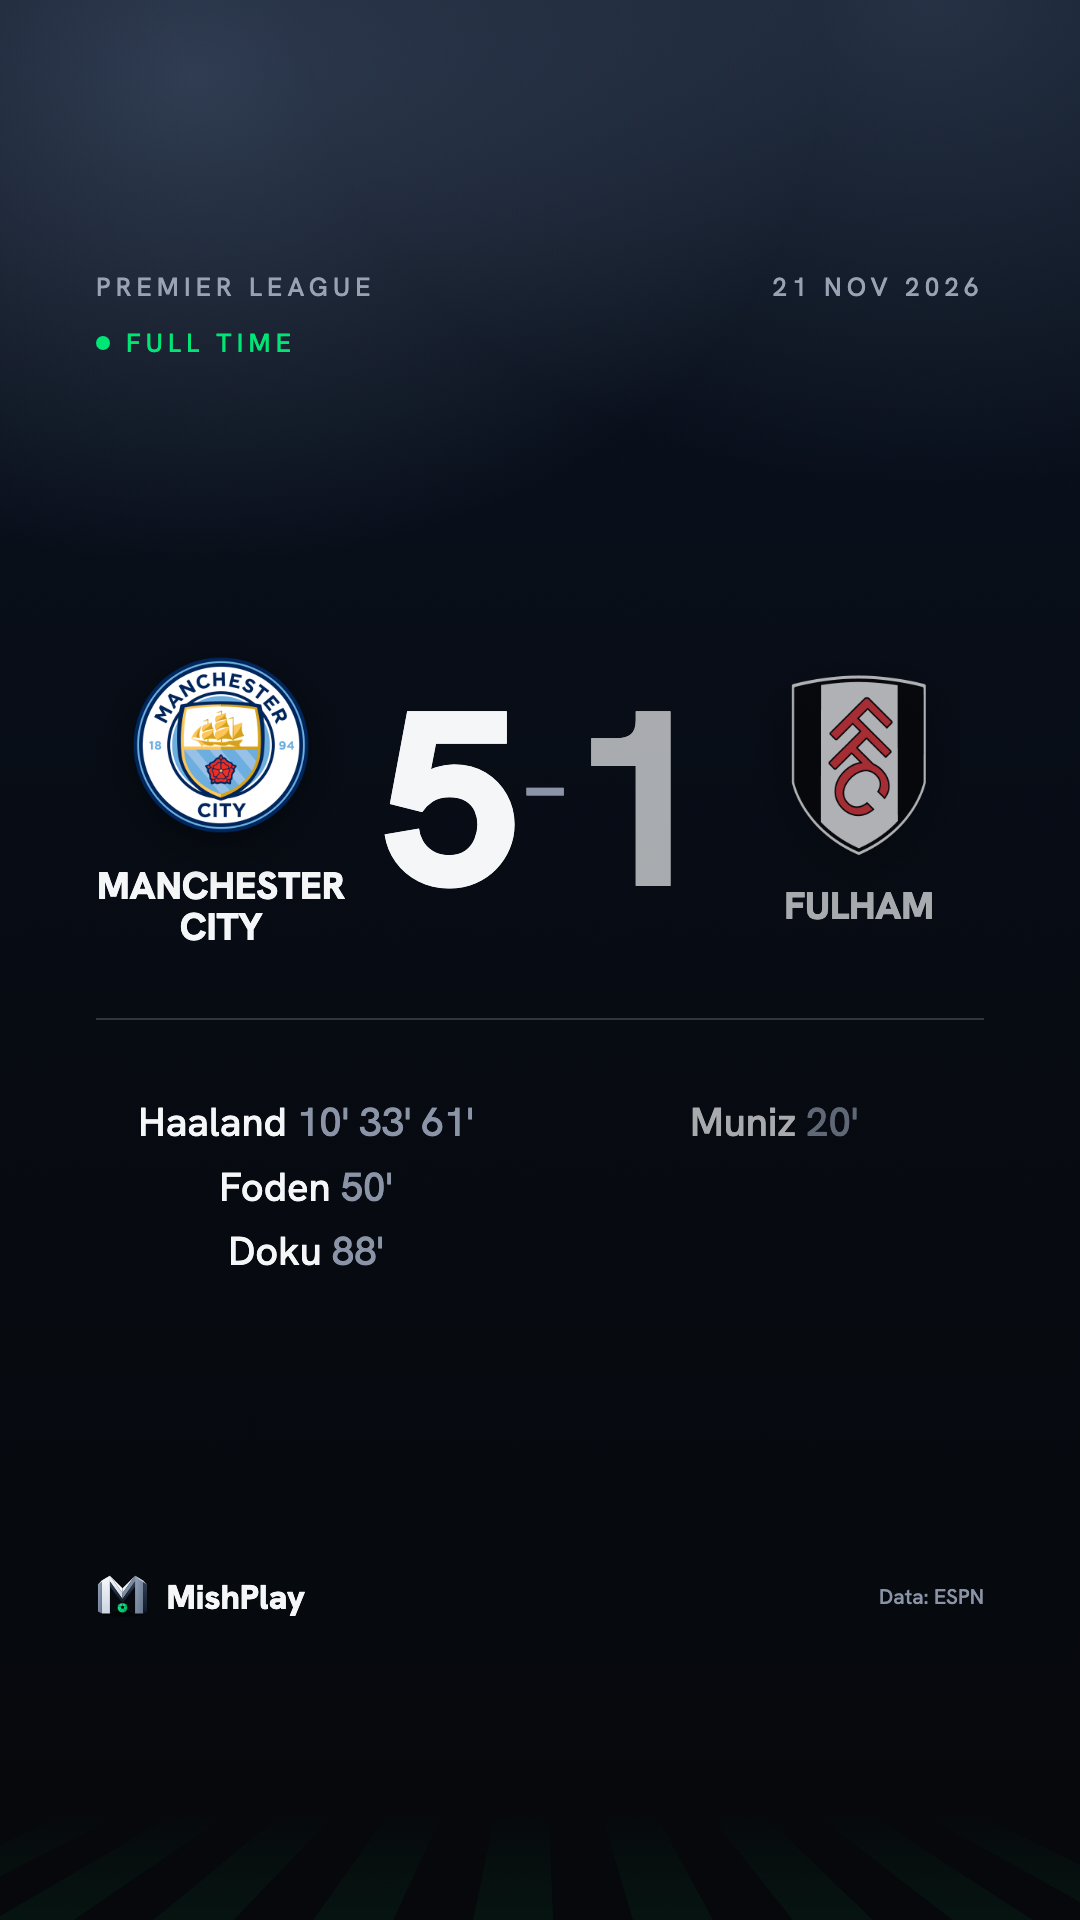 PREMIER LEAGUE
21 NOV 2026
FULL TIME
MANCHESTER
18 94
CITY
FFC
5-1
MANCHESTER
CITY
FULHAM
Haaland 10' 33' 61'
Muniz 20'
Foden 50'
Doku 88'
MishPlay
Data: ESPN